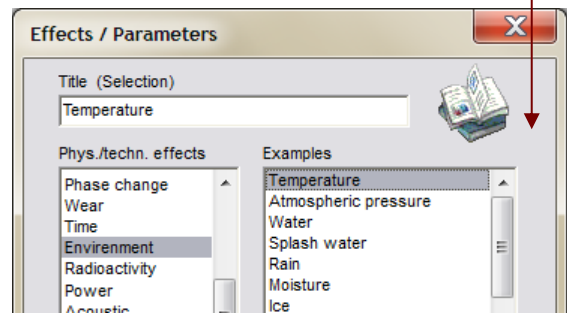 Effects / Parameters
Title (Selection)
Temperature
Phys./techn. effects
Phase change
Wear
Time
Envirenment
Radioactivity
Power
Acoustic
Examples
Temperature
Atmospheric pressure
Water
Splash water
Rain
Moisture
Ice